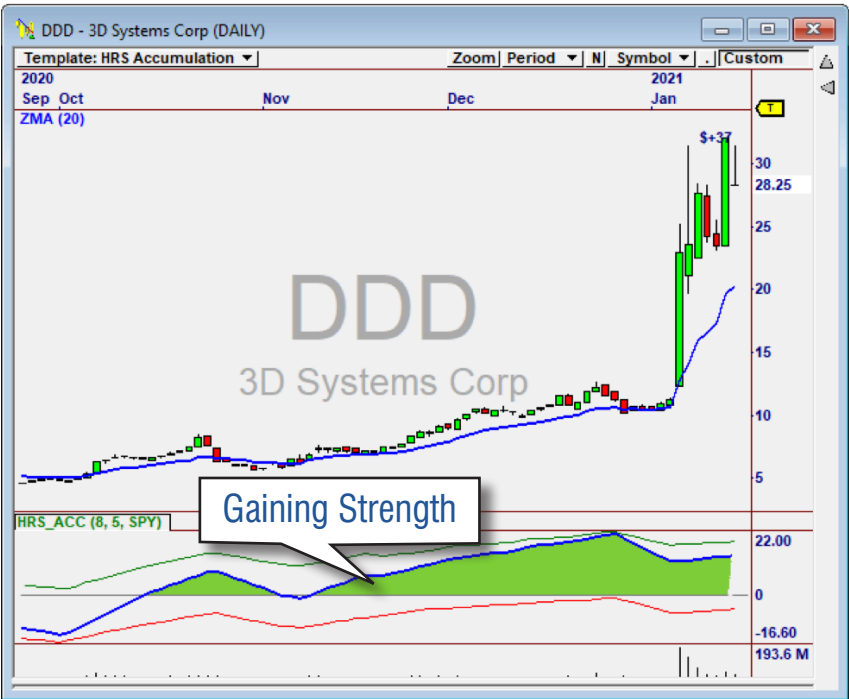 DDD - 3D Systems Corp (DAILY)
Template: HRS Accumulation Zoom Period N Symbol . Custom
2020 2021
Sep Oct Nov Dec Jan
ZMA (20)
T
$+37
30
28.25
25
20
DDD
15
3D Systems Corp
10
5
Gaining Strength
HRS_ACC (8, 5, SPY)
22.00
0
-16.60
193.6 M